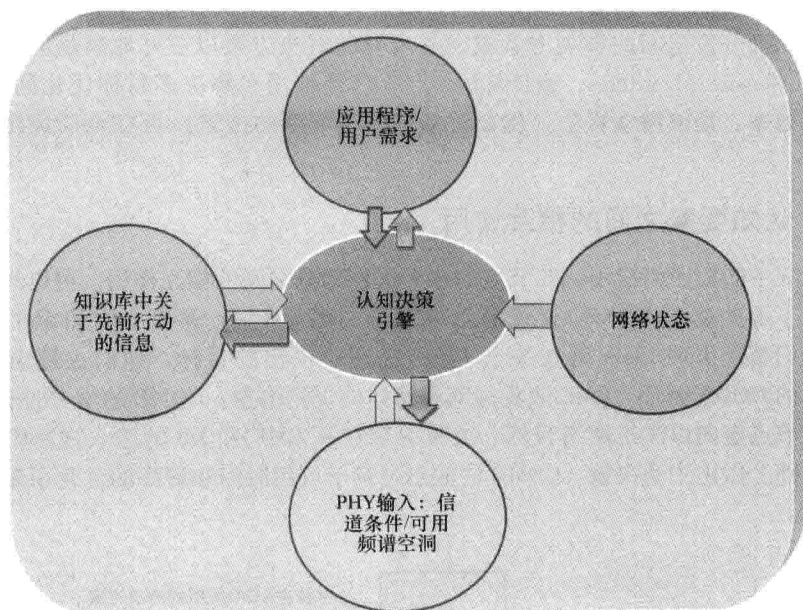 应用程序/
用户需求
知识库中关
于先前行动
的信息
认知决策
引擎
网络状态
PHY输入：信
道条件/可用
频谱空洞